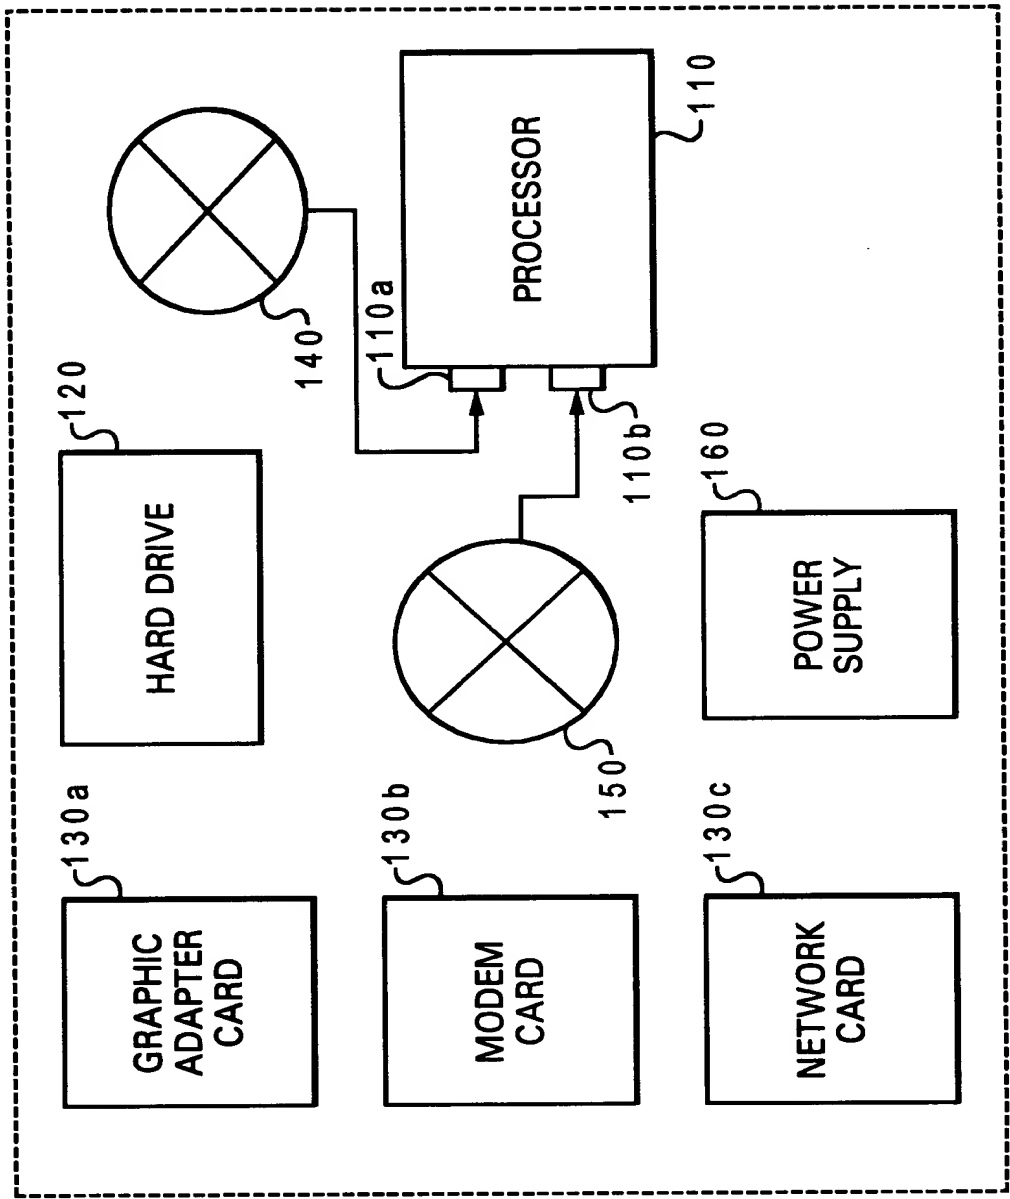 130a
GRAPHIC
ADAPTER
CARD
120
HARD DRIVE
140
130b
MODEM
CARD
150
110a
110b
PROCESSOR
110
130c
NETWORK
CARD
160
POWER
SUPPLY